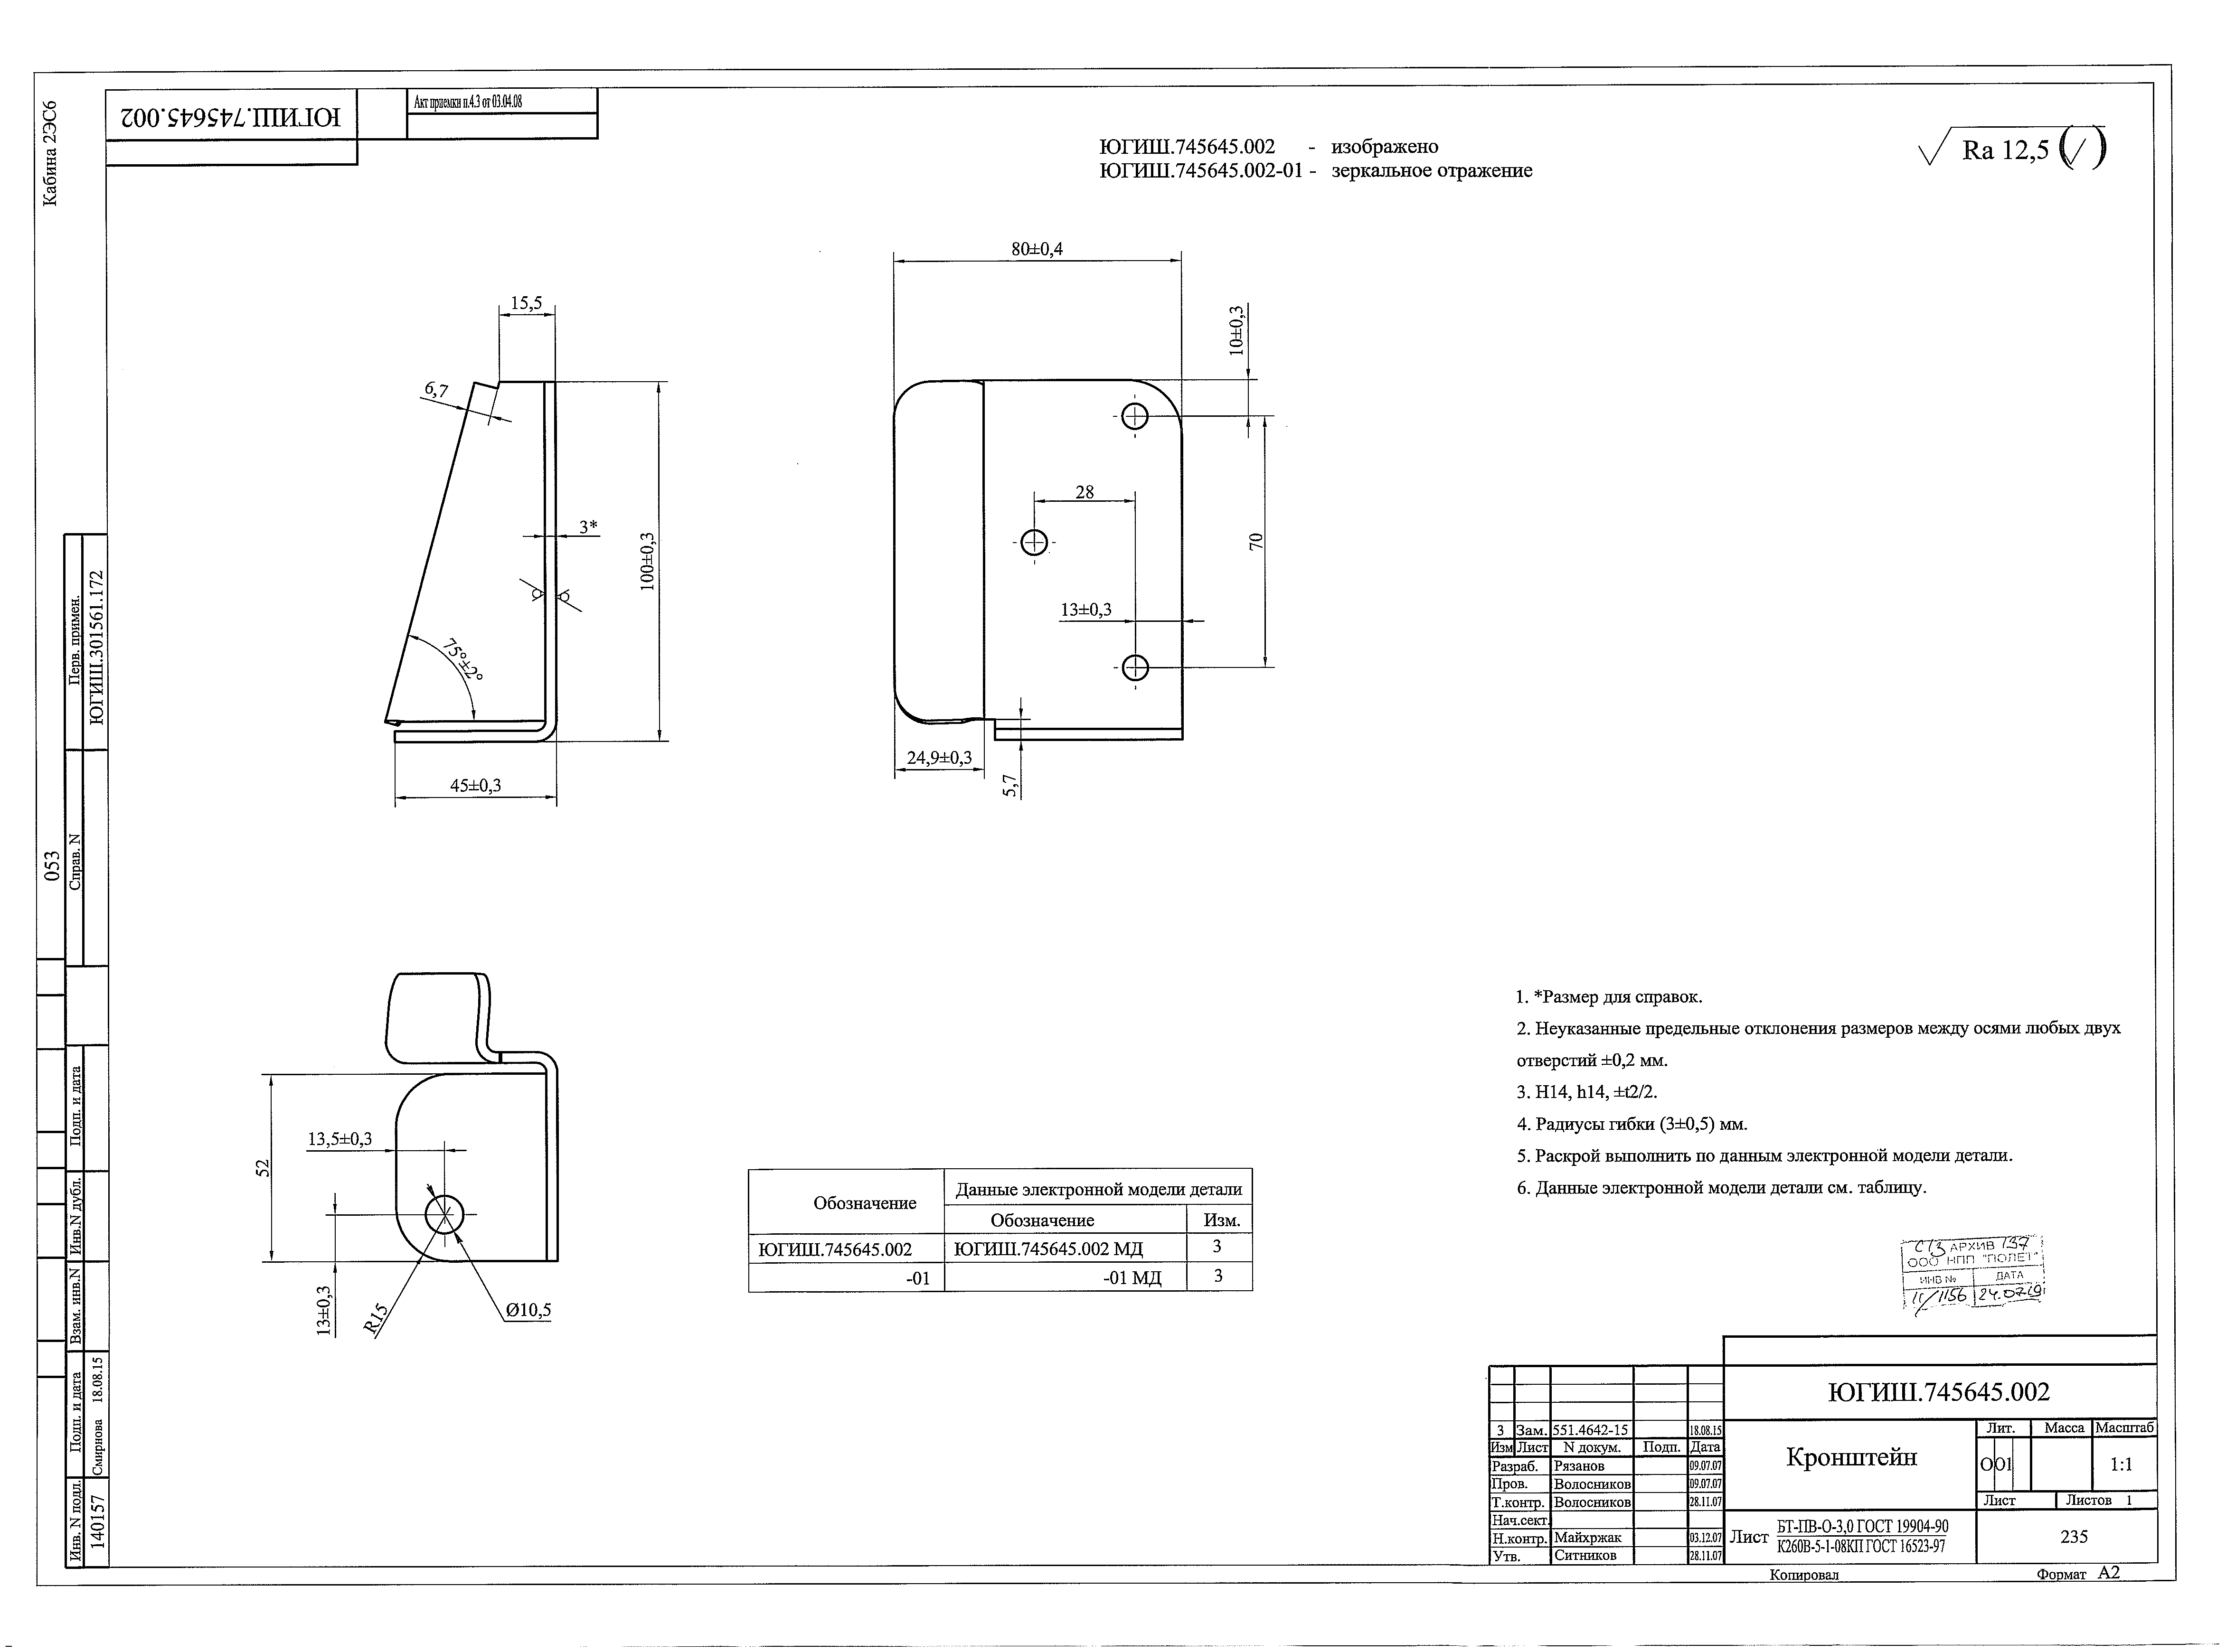 Кабина 2ЭС6
ЮГИШ.745645.002
Акт приемки п.4.3 от 03.04.08
ЮГИШ.745645.002 - изображено
ЮГИШ.745645.002-01 - зеркальное отражение
Ra 12,5 (√)
15,5
6,7
3*
100±0,3
75°±2°
45±0,3
80±0,4
10±0,3
28
70
13±0,3
24,9±0,3
5,7
52
13,5±0,3
13±0,3
R15
Ø10,5
Перв. примен.
ЮГИШ.301561.172
Справ. N
053
Подп. и дата
Инв.N дубл.
Взам. инв.N
Подп. и дата
Смирнова 18.08.15
Инв. N подл.
140157
Обозначение
Данные электронной модели детали
Обозначение Изм.
ЮГИШ.745645.002 ЮГИШ.745645.002 МД 3
-01 -01 МД 3
1. *Размер для справок.
2. Неуказанные предельные отклонения размеров между осями любых двух
отверстий ±0,2 мм.
3. H14, h14, ±t2/2.
4. Радиусы гибки (3±0,5) мм.
5. Раскрой выполнить по данным электронной модели детали.
6. Данные электронной модели детали см. таблицу.
АРХИВ 137
ООО НПП "ПОЛЕТ"
ИНВ № ДАТА
ЮГИШ.745645.002
3 Зам. 551.4642-15 18.08.15
Изм Лист N докум. Подп. Дата
Разраб. Рязанов 09.07.07
Пров. Волосников 09.07.07
Т.контр. Волосников 28.11.07
Нач.сект.
Н.контр. Майхржак 03.12.07
Утв. Ситников 28.11.07
Кронштейн
Лит. Масса Масштаб
О О1 1:1
Лист Листов 1
Лист БТ-ПВ-О-3,0 ГОСТ 19904-90
К260В-5-1-08КП ГОСТ 16523-97
235
Копировал Формат А2